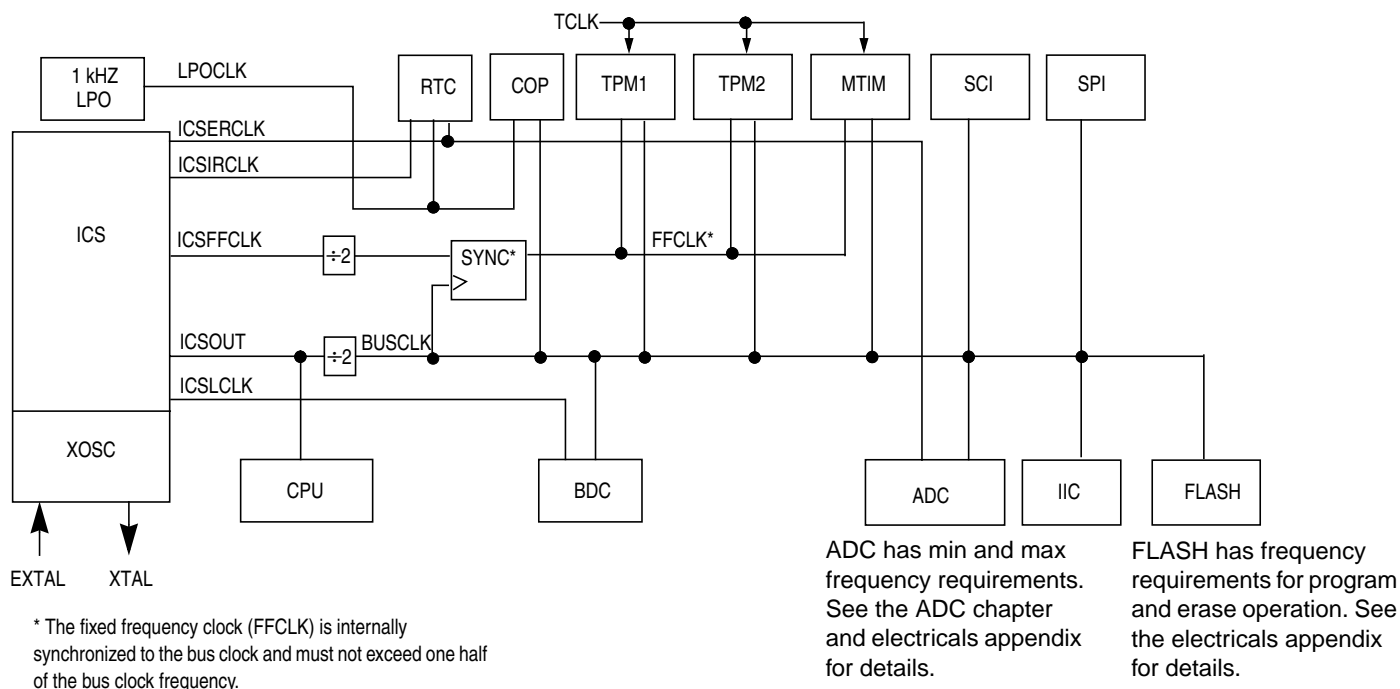 TCLK
1 kHZ
LPO
LPOCLK
RTC
COP
TPM1
TPM2
MTIM
SCI
SPI
ICSERCLK
ICSIRCLK
ICS
ICSFFCLK
÷2
SYNC*
FFCLK*
ICSOUT
÷2
BUSCLK
ICSLCLK
XOSC
CPU
BDC
ADC
IIC
FLASH
EXTAL
XTAL
ADC has min and max
frequency requirements.
See the ADC chapter
and electricals appendix
for details.
FLASH has frequency
requirements for program
and erase operation. See
the electricals appendix
for details.
* The fixed frequency clock (FFCLK) is internally
synchronized to the bus clock and must not exceed one half
of the bus clock frequency.